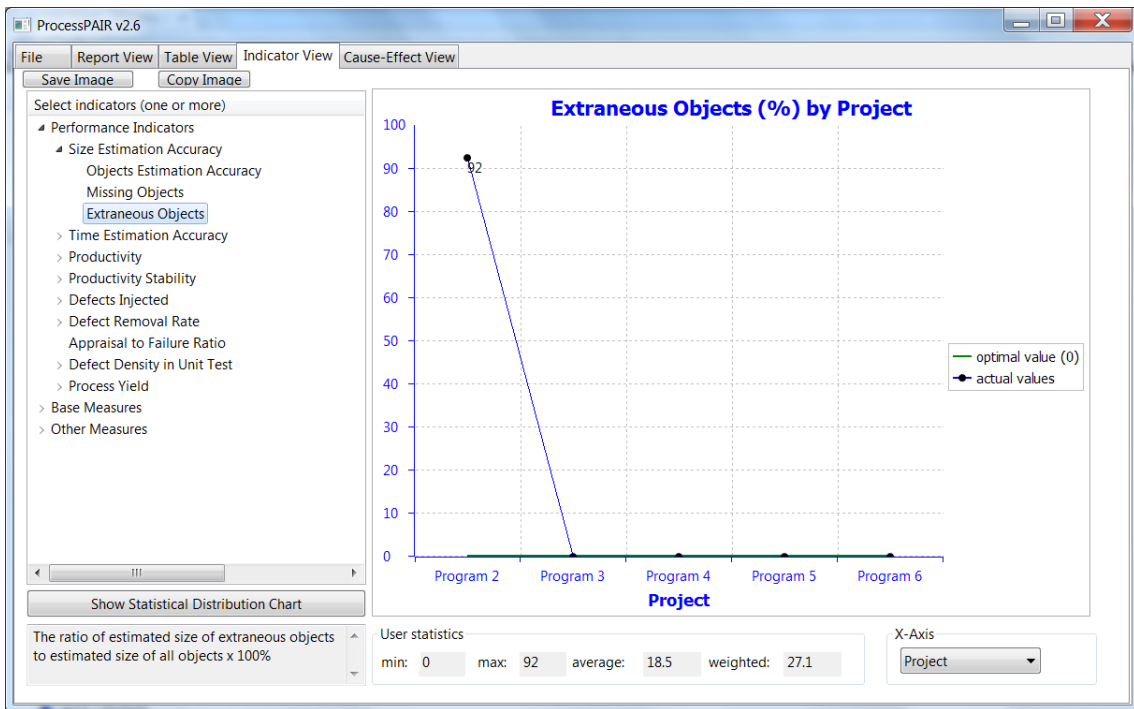 ProcessPAIR v2.6
File Report View Table View Indicator View Cause-Effect View
Save Image Copy Image
Select indicators (one or more)
Performance Indicators
Size Estimation Accuracy
Objects Estimation Accuracy
Missing Objects
Extraneous Objects
Time Estimation Accuracy
Productivity
Productivity Stability
Defects Injected
Defect Removal Rate
Appraisal to Failure Ratio
Defect Density in Unit Test
Process Yield
Base Measures
Other Measures
Show Statistical Distribution Chart
The ratio of estimated size of extraneous objects
to estimated size of all objects x 100%
Extraneous Objects (%) by Project
100
90
80
70
60
50
40
30
20
10
0
92
Program 2 Program 3 Program 4 Program 5 Program 6
Project
optimal value (0)
actual values
User statistics
min: 0 max: 92 average: 18.5 weighted: 27.1
X-Axis
Project